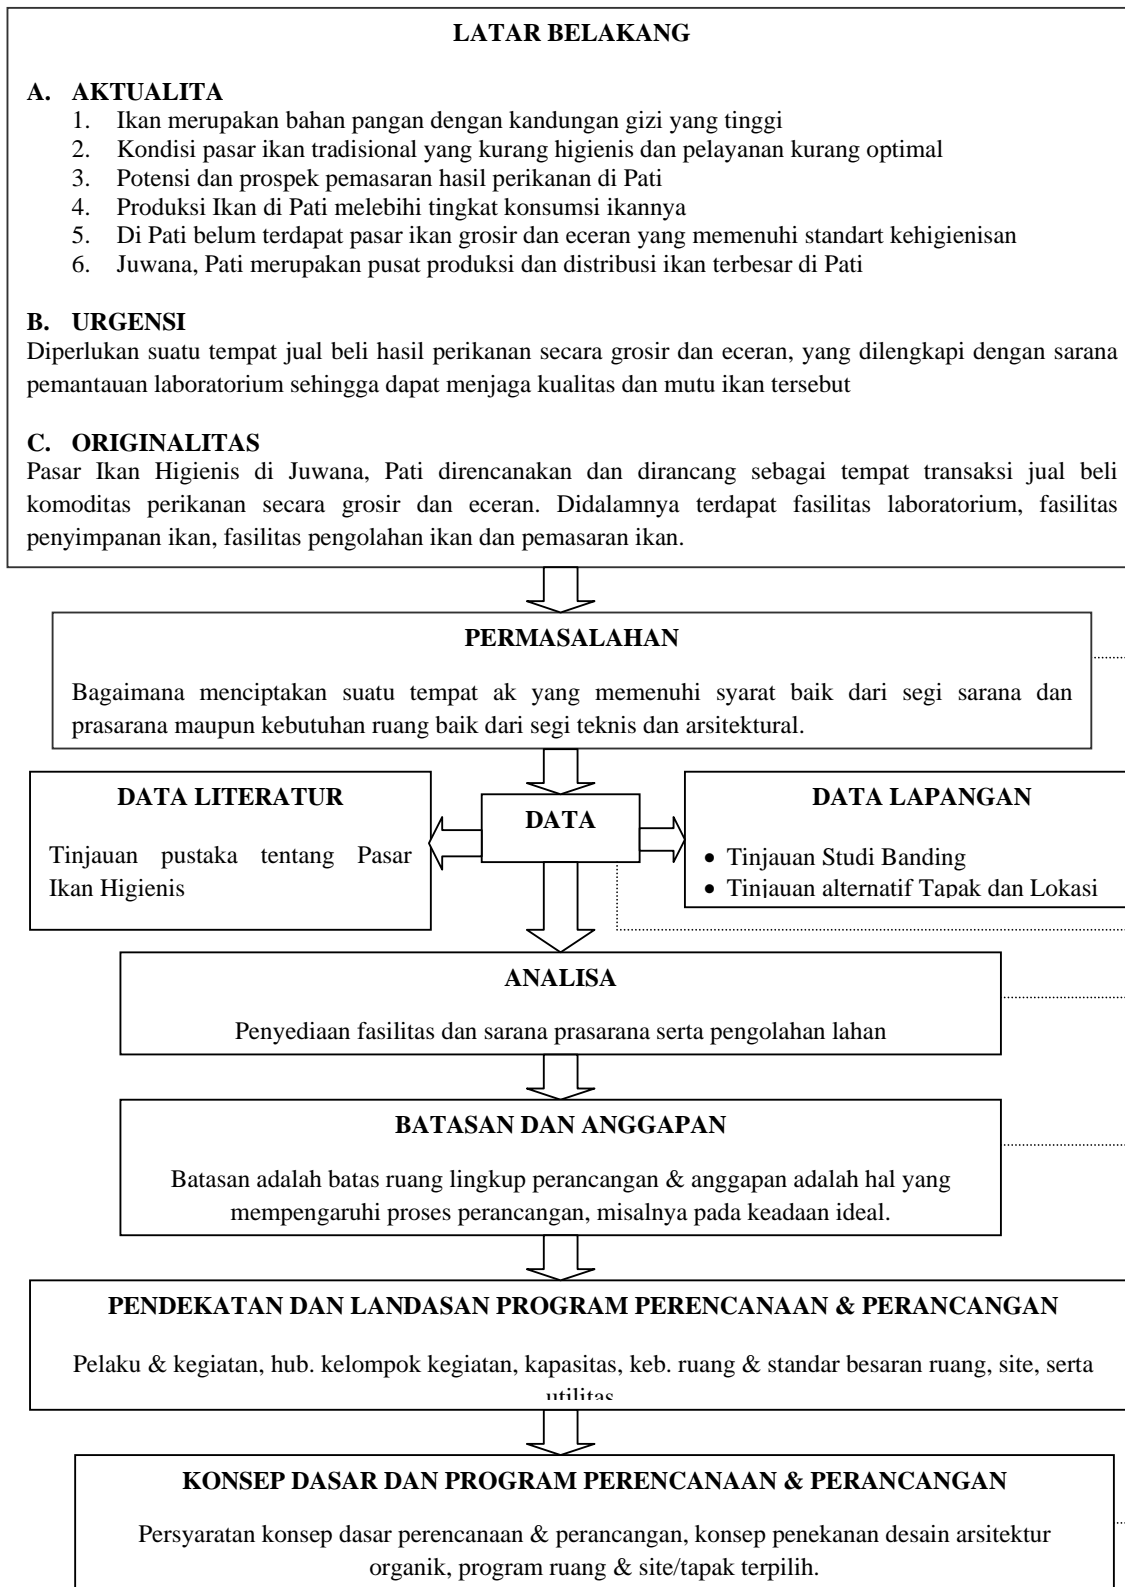 LATAR BELAKANG
A. AKTUALITA
1. Ikan merupakan bahan pangan dengan kandungan gizi yang tinggi
2. Kondisi pasar ikan tradisional yang kurang higienis dan pelayanan kurang optimal
3. Potensi dan prospek pemasaran hasil perikanan di Pati
4. Produksi Ikan di Pati melebihi tingkat konsumsi ikannya
5. Di Pati belum terdapat pasar ikan grosir dan eceran yang memenuhi standart kehigienisan
6. Juwana, Pati merupakan pusat produksi dan distribusi ikan terbesar di Pati
B. URGENSI
Diperlukan suatu tempat jual beli hasil perikanan secara grosir dan eceran, yang dilengkapi dengan sarana
pemantauan laboratorium sehingga dapat menjaga kualitas dan mutu ikan tersebut
C. ORIGINALITAS
Pasar Ikan Higienis di Juwana, Pati direncanakan dan dirancang sebagai tempat transaksi jual beli
komoditas perikanan secara grosir dan eceran. Didalamnya terdapat fasilitas laboratorium, fasilitas
penyimpanan ikan, fasilitas pengolahan ikan dan pemasaran ikan.
PERMASALAHAN
Bagaimana menciptakan suatu tempat ak yang memenuhi syarat baik dari segi sarana dan
prasarana maupun kebutuhan ruang baik dari segi teknis dan arsitektural.
DATA LITERATUR
Tinjauan pustaka tentang Pasar
Ikan Higienis
DATA
DATA LAPANGAN
• Tinjauan Studi Banding
• Tinjauan alternatif Tapak dan Lokasi
ANALISA
Penyediaan fasilitas dan sarana prasarana serta pengolahan lahan
BATASAN DAN ANGGAPAN
Batasan adalah batas ruang lingkup perancangan & anggapan adalah hal yang
mempengaruhi proses perancangan, misalnya pada keadaan ideal.
PENDEKATAN DAN LANDASAN PROGRAM PERENCANAAN & PERANCANGAN
Pelaku & kegiatan, hub. kelompok kegiatan, kapasitas, keb. ruang & standar besaran ruang, site, serta
utilitas
KONSEP DASAR DAN PROGRAM PERENCANAAN & PERANCANGAN
Persyaratan konsep dasar perencanaan & perancangan, konsep penekanan desain arsitektur
organik, program ruang & site/tapak terpilih.